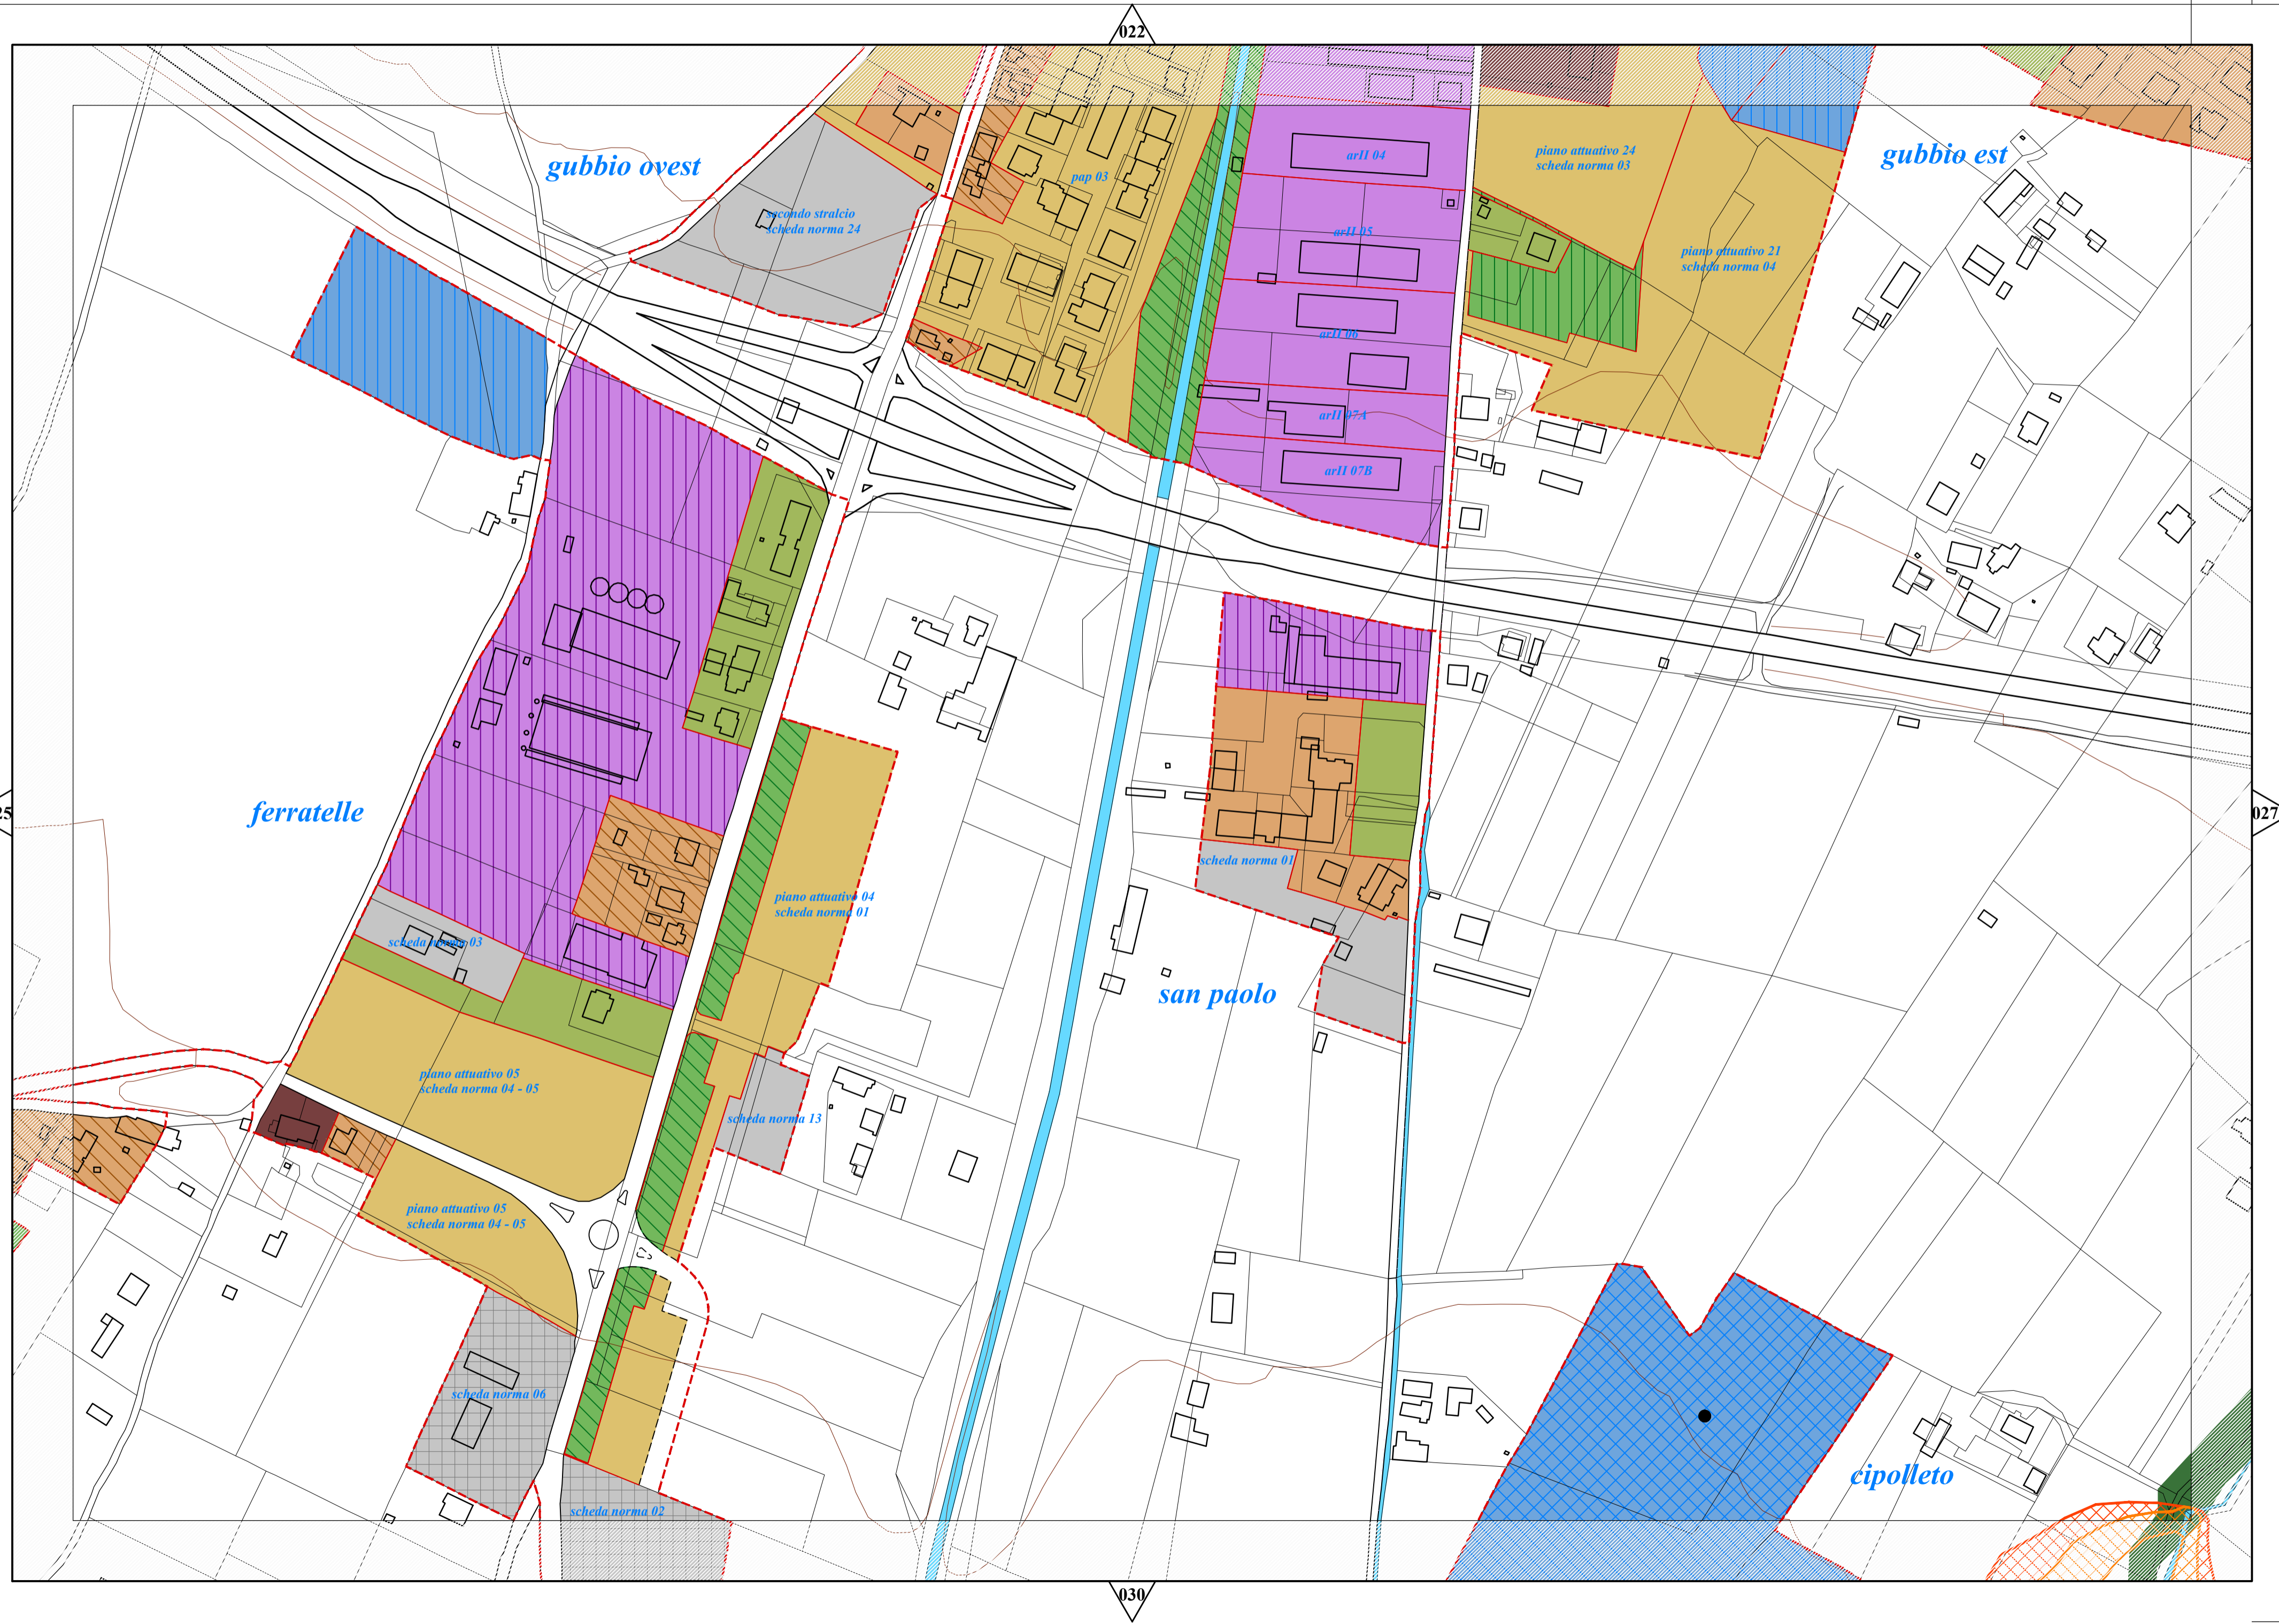 022
gubbio ovest
arII 04
piano attuativo 24
scheda norma 03
gubbio est
pap 03
secondo stralcio
scheda norma 24
arII 05
piano attuativo 21
scheda norma 04
arII 06
arII 07A
arII 07B
ferratelle
25
027
scheda norma 01
piano attuativo 04
scheda norma 01
scheda norma 03
san paolo
piano attuativo 05
scheda norma 04 - 05
scheda norma 13
piano attuativo 05
scheda norma 04 - 05
scheda norma 06
cipolleto
scheda norma 02
030